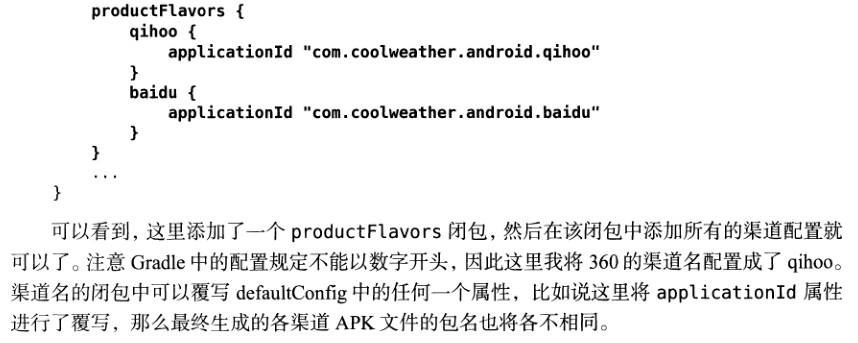 productFlavors {
qihoo {
applicationId "com.coolweather.android.qihoo"
}
baidu {
applicationId "com.coolweather.android.baidu"
}
}
...
}
可以看到，这里添加了一个 productFlavors 闭包，然后在该闭包中添加所有的渠道配置就
可以了。注意 Gradle 中的配置规定不能以数字开头，因此这里我将 360 的渠道名配置成了 qihoo。
渠道名的闭包中可以覆写 defaultConfig 中的任何一个属性，比如说这里将 applicationId 属性
进行了覆写，那么最终生成的各渠道 APK 文件的包名也将各不相同。